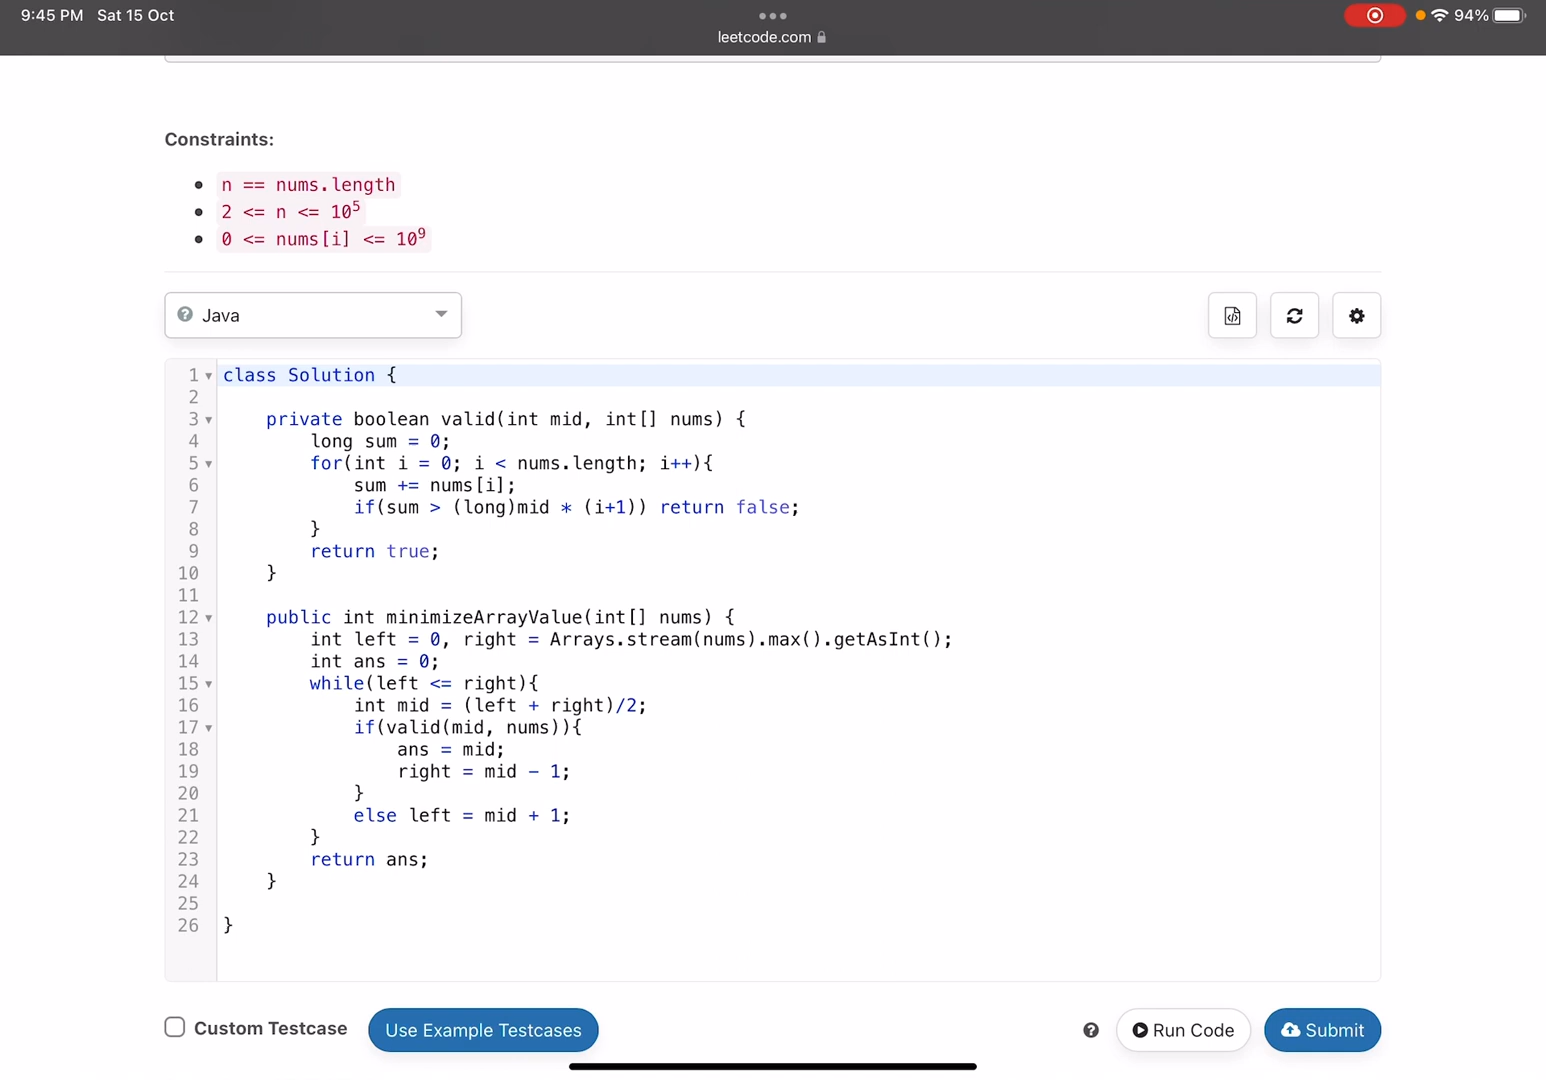 9:45 PM Sat 15 Oct
94%
leetcode.com
Constraints:
n == nums.length
2 <= n <= 10⁵
0 <= nums[i] <= 10⁹
Java
1 class Solution {
2
3     private boolean valid(int mid, int[] nums) {
4         long sum = 0;
5         for(int i = 0; i < nums.length; i++){
6             sum += nums[i];
7             if(sum > (long)mid * (i+1)) return false;
8         }
9         return true;
10     }
11
12     public int minimizeArrayValue(int[] nums) {
13         int left = 0, right = Arrays.stream(nums).max().getAsInt();
14         int ans = 0;
15         while(left <= right){
16             int mid = (left + right)/2;
17             if(valid(mid, nums)){
18                 ans = mid;
19                 right = mid - 1;
20             }
21             else left = mid + 1;
22         }
23         return ans;
24     }
25
26 }
Custom Testcase Use Example Testcases Run Code Submit